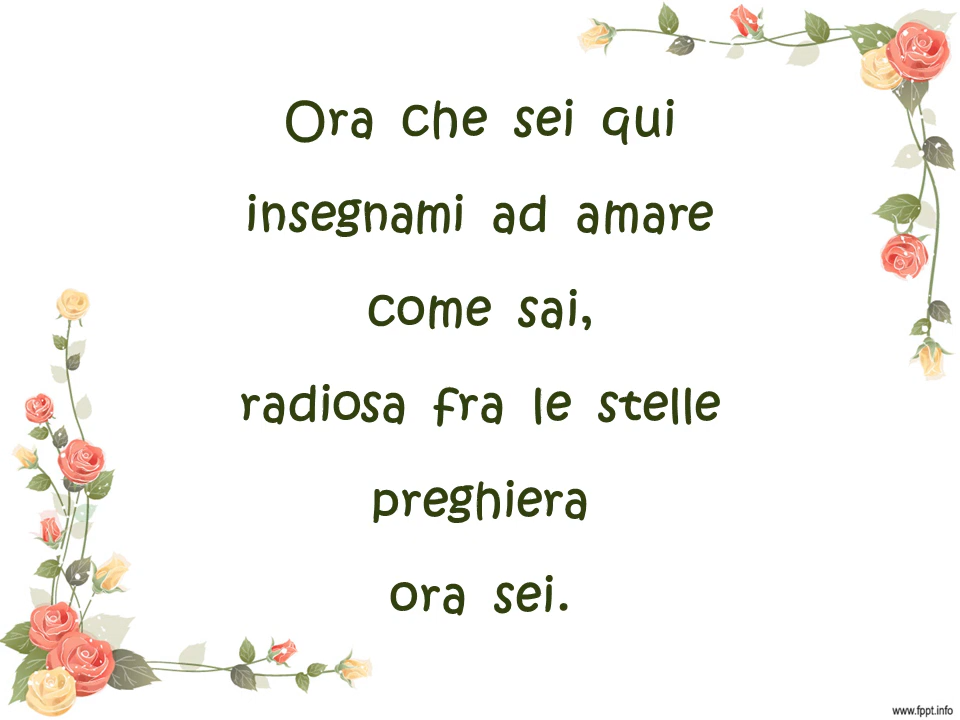 Ora che sei qui
insegnami ad amare
come sai,
radiosa fra le stelle
preghiera
ora sei.
www.fppt.info